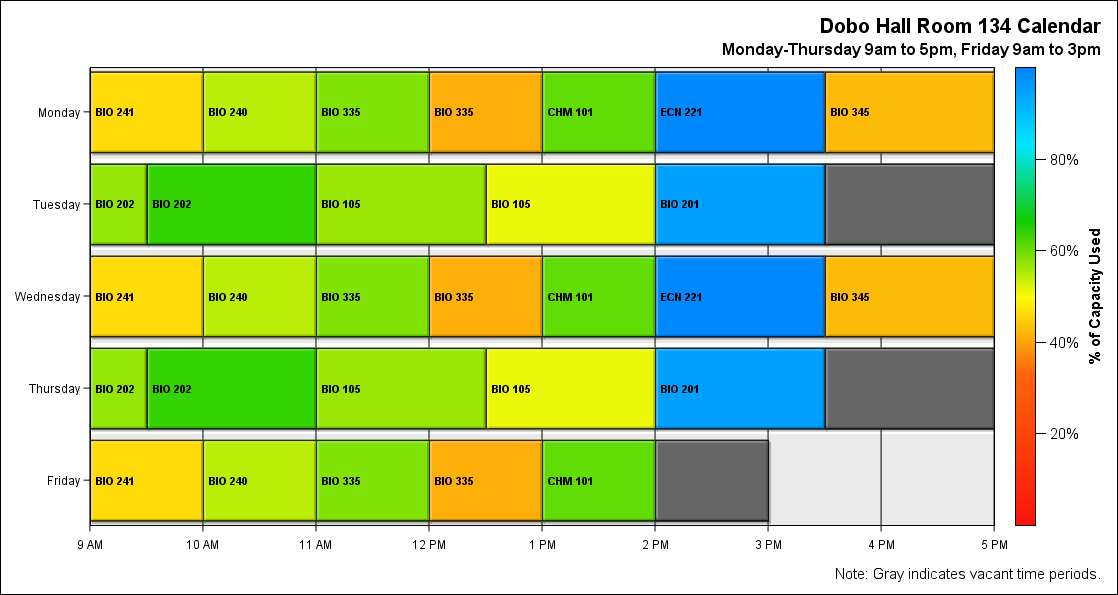 Dobo Hall Room 134 Calendar
Monday-Thursday 9am to 5pm, Friday 9am to 3pm
Monday
BIO 241
BIO 240
BIO 335
BIO 335
CHM 101
ECN 221
BIO 345
Tuesday
BIO 202
BIO 202
BIO 105
BIO 105
BIO 201
Wednesday
BIO 241
BIO 240
BIO 335
BIO 335
CHM 101
ECN 221
BIO 345
Thursday
BIO 202
BIO 202
BIO 105
BIO 105
BIO 201
Friday
BIO 241
BIO 240
BIO 335
BIO 335
CHM 101
9 AM
10 AM
11 AM
12 PM
1 PM
2 PM
3 PM
4 PM
5 PM
80%
60%
40%
20%
% of Capacity Used
Note: Gray indicates vacant time periods.